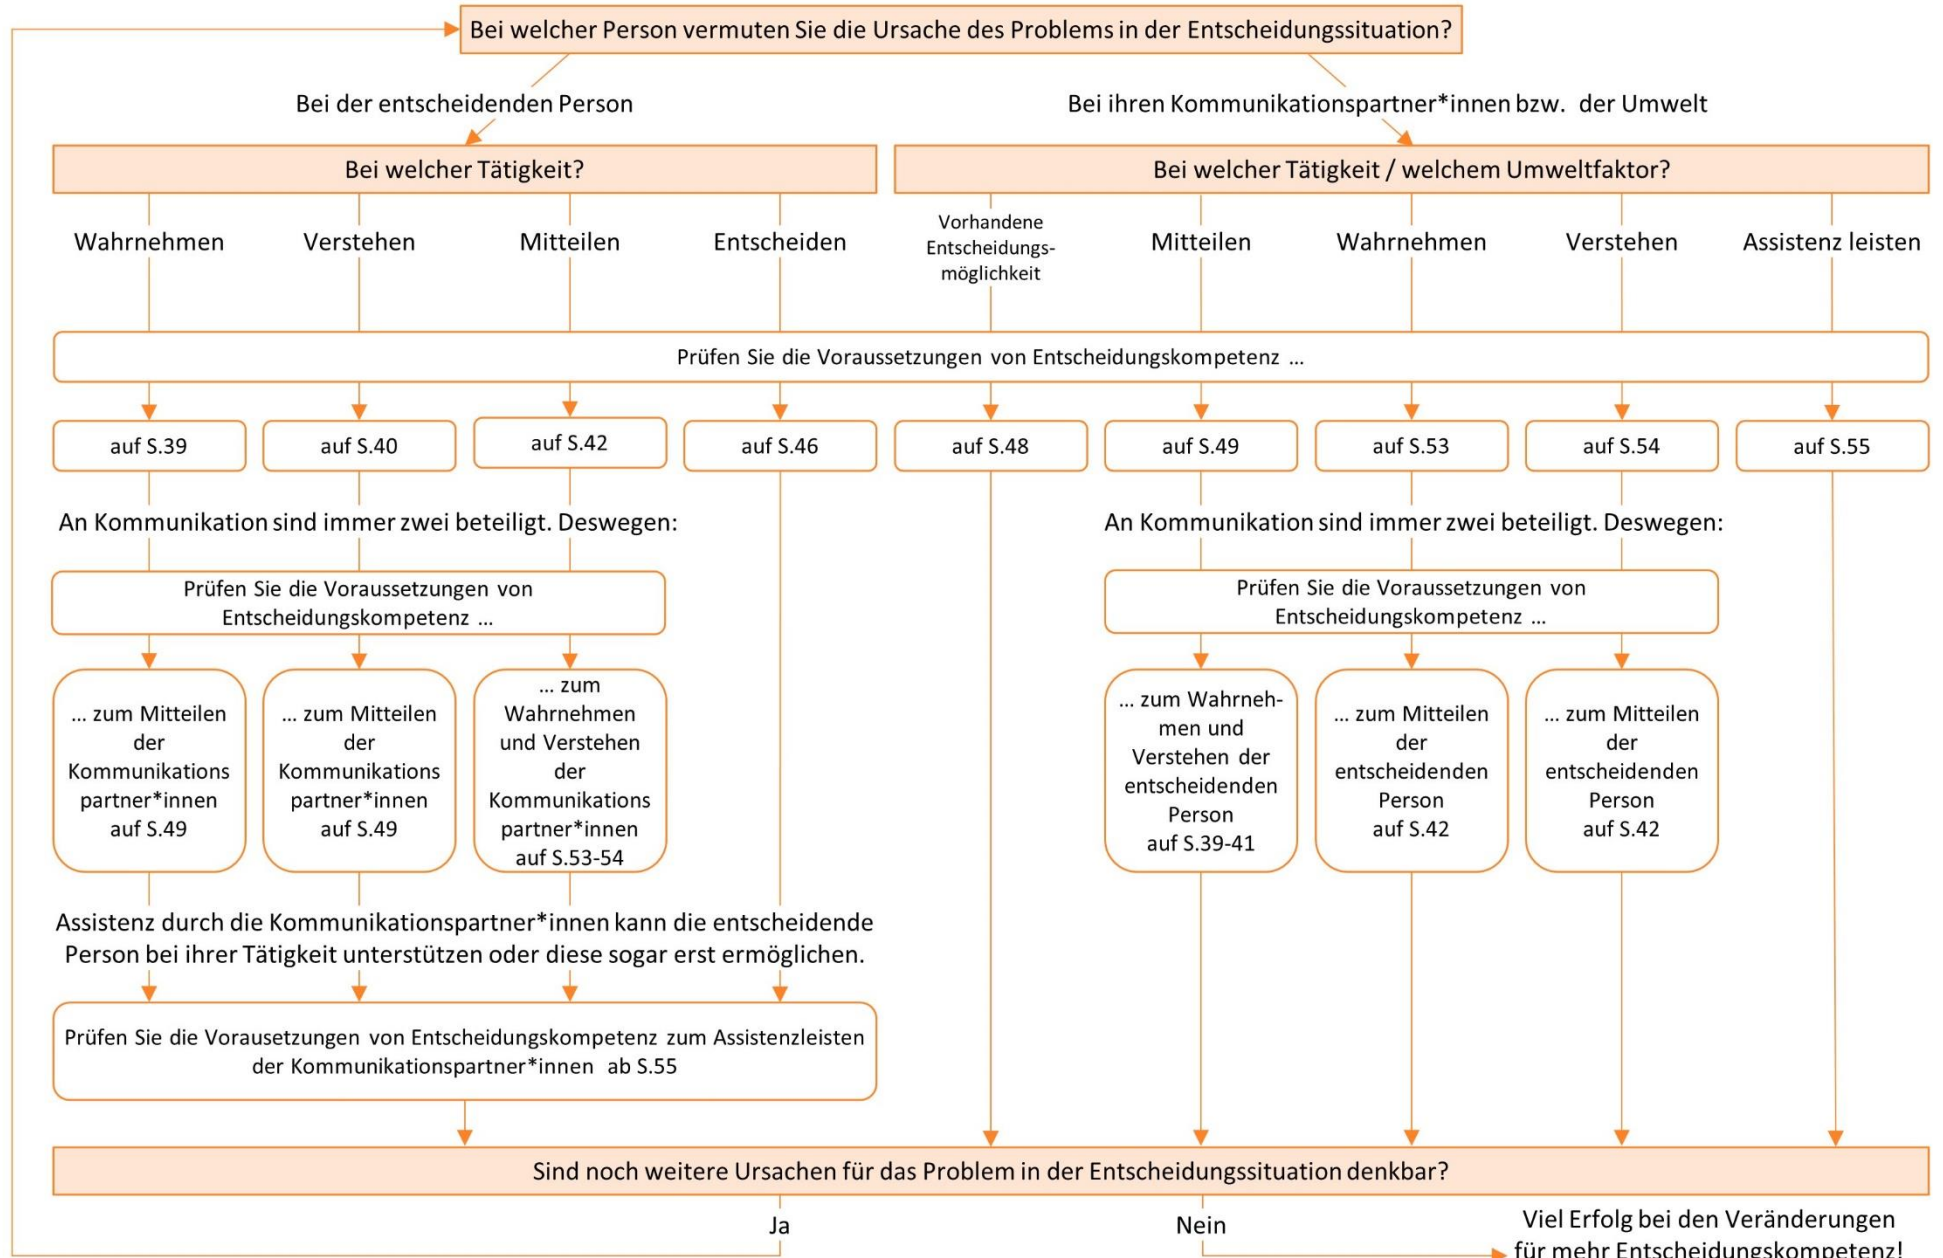 Bei welcher Person vermuten Sie die Ursache des Problems in der Entscheidungssituation?
Bei der entscheidenden Person
Bei ihren Kommunikationspartner*innen bzw. der Umwelt
Bei welcher Tätigkeit?
Bei welcher Tätigkeit / welchem Umweltfaktor?
Wahrnehmen
Verstehen
Mitteilen
Entscheiden
Vorhandene
Entscheidungs-
möglichkeit
Mitteilen
Wahrnehmen
Verstehen
Assistenz leisten
Prüfen Sie die Voraussetzungen von Entscheidungskompetenz ...
auf S.39
auf S.40
auf S.42
auf S.46
auf S.48
auf S.49
auf S.53
auf S.54
auf S.55
An Kommunikation sind immer zwei beteiligt. Deswegen:
An Kommunikation sind immer zwei beteiligt. Deswegen:
Prüfen Sie die Voraussetzungen von
Entscheidungskompetenz ...
Prüfen Sie die Voraussetzungen von
Entscheidungskompetenz ...
... zum Mitteilen
der
Kommunikations
partner*innen
auf S.49
... zum Mitteilen
der
Kommunikations
partner*innen
auf S.49
... zum
Wahrnehmen
und Verstehen
der
Kommunikations
partner*innen
auf S.53-54
... zum Wahrneh-
men und
Verstehen der
entscheidenden
Person
auf S.39-41
... zum Mitteilen
der
entscheidenden
Person
auf S.42
... zum Mitteilen
der
entscheidenden
Person
auf S.42
Assistenz durch die Kommunikationspartner*innen kann die entscheidende
Person bei ihrer Tätigkeit unterstützen oder diese sogar erst ermöglichen.
Prüfen Sie die Vorausetzungen von Entscheidungskompetenz zum Assistenzleisten
der Kommunikationspartner*innen ab S.55
Sind noch weitere Ursachen für das Problem in der Entscheidungssituation denkbar?
Ja
Nein
Viel Erfolg bei den Veränderungen
für mehr Entscheidungskompetenz!